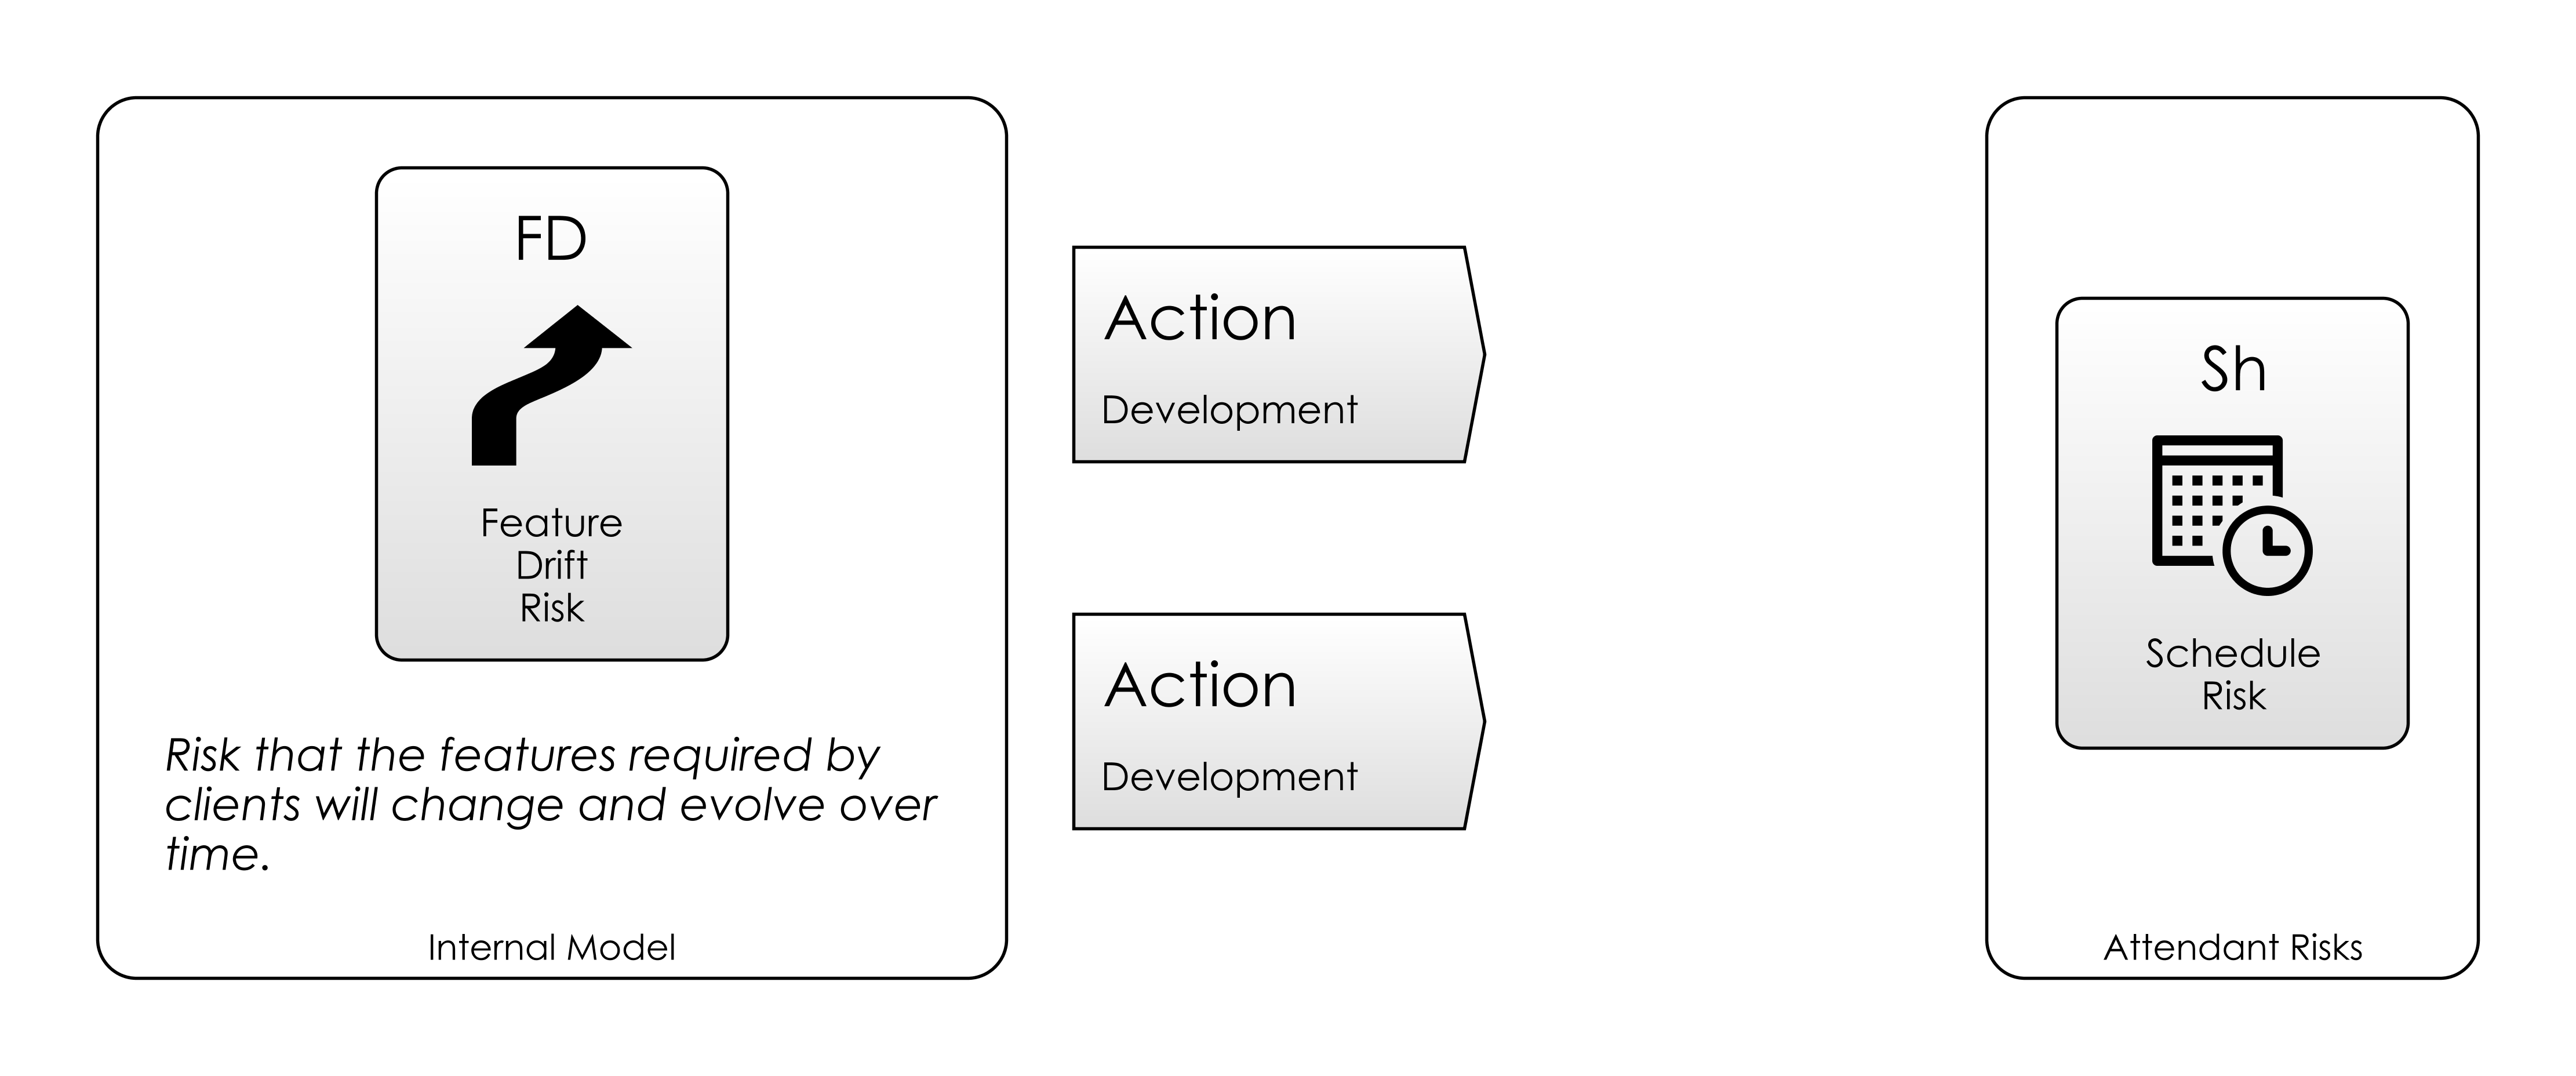 FD
Feature
Drift
Risk
Risk that the features required by
clients will change and evolve over
time.
Internal Model
Action
Development
Action
Development
Sh
Schedule
Risk
Attendant Risks